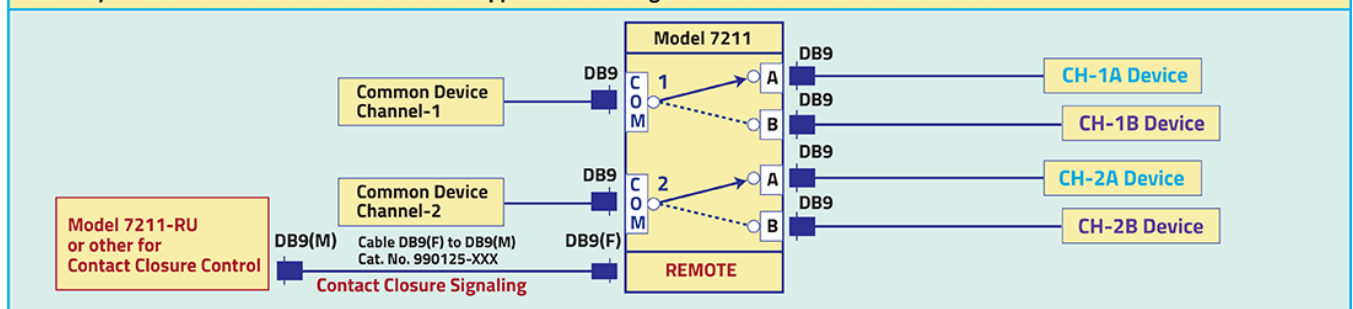 Model 7211
DB9
DB9
CH-1A Device
Common Device
Channel-1
C
O
M
1
A
DB9
B
CH-1B Device
DB9
DB9
CH-2A Device
Common Device
Channel-2
C
O
M
2
A
DB9
B
CH-2B Device
Model 7211-RU
or other for
Contact Closure Control
DB9(M)
Cable DB9(F) to DB9(M)
Cat. No. 990125-XXX
DB9(F)
Contact Closure Signaling
REMOTE